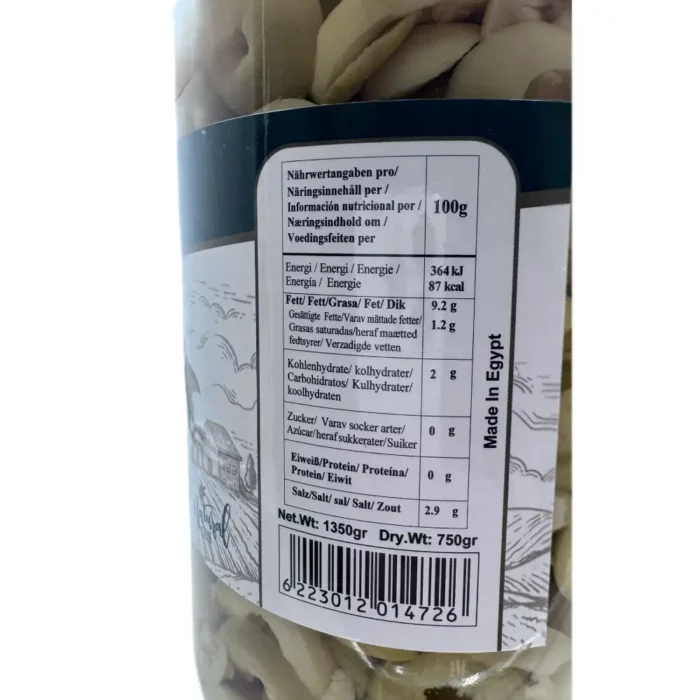 Nährwertangaben pro/
Näringsinnehåll per /
Información nutricional por /
Næringsindhold om /
Voedingsfeiten per
100g
Energi / Energi / Energie /
Energía / Energie
364 kJ
87 kcal
Fett/ Fett/Grasa/ Fet/ Dik
9.2 g
Gesättigte Fette/Varav mättade fetter/
Grasas saturadas/heraf maœtted
fedtsyrer/ Verzadigde vetten
1.2 g
Kohlenhydrate/ kolhydrater/
Carbohidratos/ Kulhydrater/
koolhydraten
2 g
Zucker/ Varav socker arter/
Azúcar/heraf sukkerater/Suiker
0 g
Eiweiß/Protein/ Proteína/
Protein/ Eiwit
0 g
Salz/Salt/ sal/ Salt/ Zout
2.9 g
Net.Wt: 1350gr Dry.Wt: 750gr
6 223012 014726
Made In Egypt